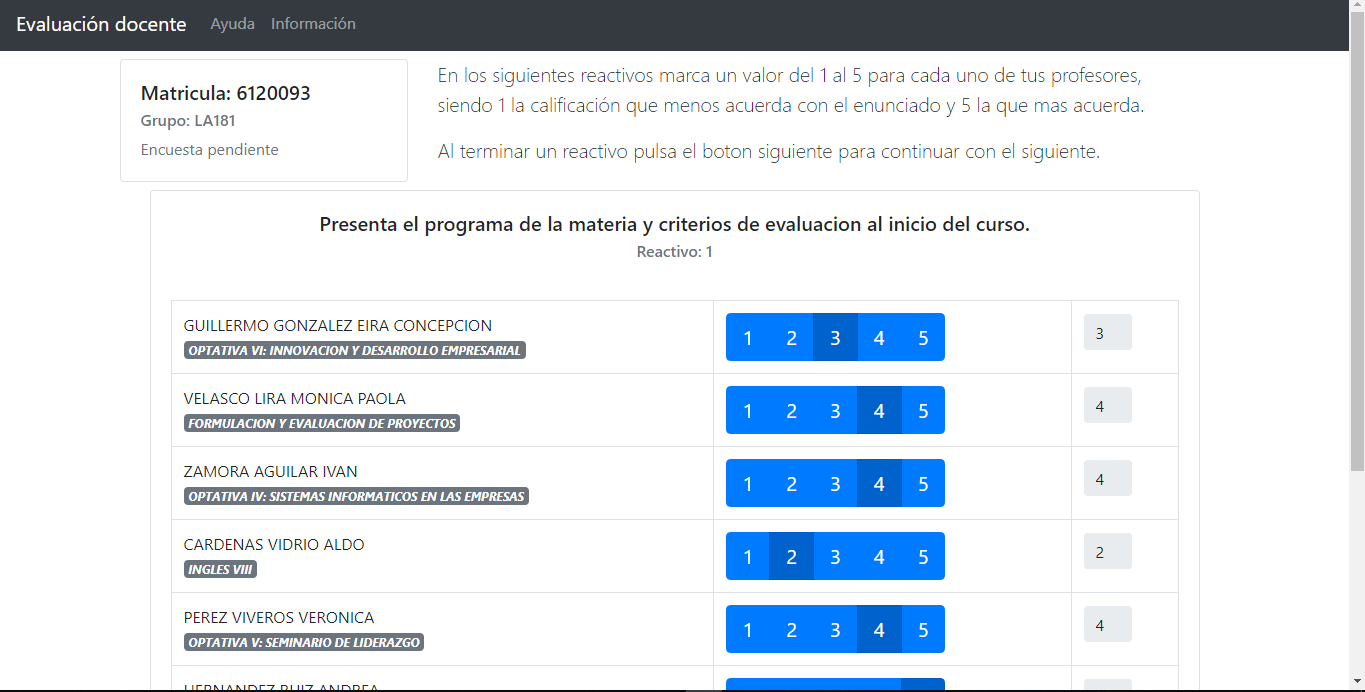 Evaluación docente Ayuda Información
Matricula: 6120093
Grupo: LA181
Encuesta pendiente
En los siguientes reactivos marca un valor del 1 al 5 para cada uno de tus profesores,
siendo 1 la calificación que menos acuerda con el enunciado y 5 la que mas acuerda.
Al terminar un reactivo pulsa el boton siguiente para continuar con el siguiente.
Presenta el programa de la materia y criterios de evaluacion al inicio del curso.
Reactivo: 1
GUILLERMO GONZALEZ EIRA CONCEPCION
OPTATIVA VI: INNOVACION Y DESARROLLO EMPRESARIAL
1 2 3 4 5
3
VELASCO LIRA MONICA PAOLA
FORMULACION Y EVALUACION DE PROYECTOS
1 2 3 4 5
4
ZAMORA AGUILAR IVAN
OPTATIVA IV: SISTEMAS INFORMATICOS EN LAS EMPRESAS
1 2 3 4 5
4
CARDENAS VIDRIO ALDO
INGLES VIII
1 2 3 4 5
2
PEREZ VIVEROS VERONICA
OPTATIVA V: SEMINARIO DE LIDERAZGO
1 2 3 4 5
4
HERNANDEZ RUIZ ANDREA